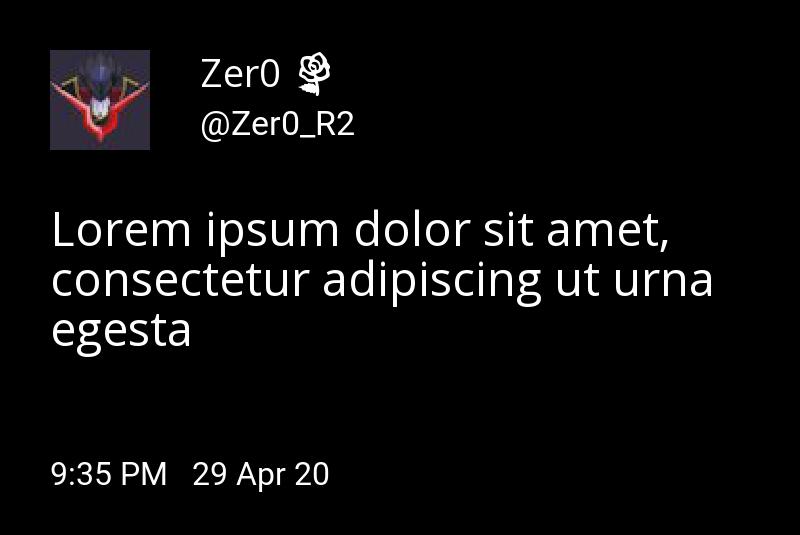 Zer0 🌹
@Zer0_R2
Lorem ipsum dolor sit amet,
consectetur adipiscing ut urna
egesta
9:35 PM 29 Apr 20